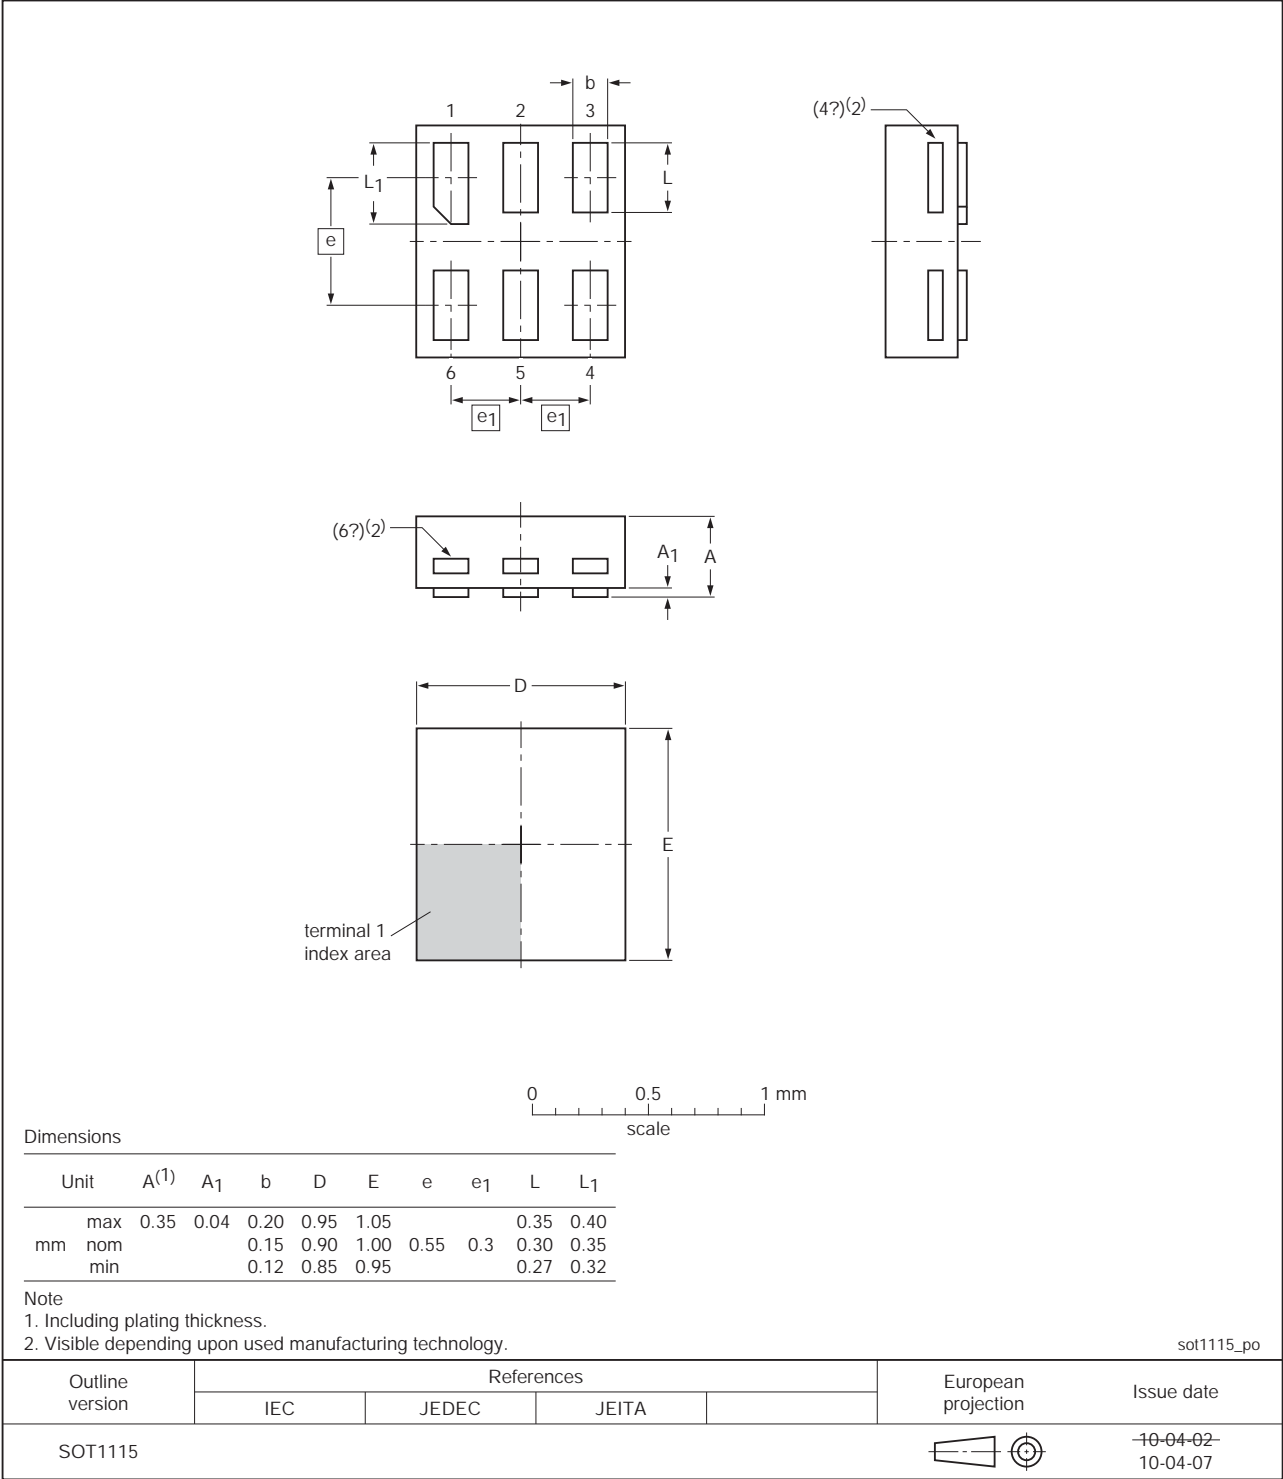 b
1 2 3
(4?)(2)
L1
L
e
6 5 4
e1 e1
(6?)(2)
A1
A
D
E
terminal 1
index area
0 0.5 1 mm
scale
Dimensions
Unit A(1) A1 b D E e e1 L L1
max 0.35 0.04 0.20 0.95 1.05 0.35 0.40
mm nom 0.15 0.90 1.00 0.55 0.3 0.30 0.35
min 0.12 0.85 0.95 0.27 0.32
Note
1. Including plating thickness.
2. Visible depending upon used manufacturing technology.
sot1115_po
Outline
version
References
IEC JEDEC JEITA
European
projection
Issue date
SOT1115
10-04-02
10-04-07